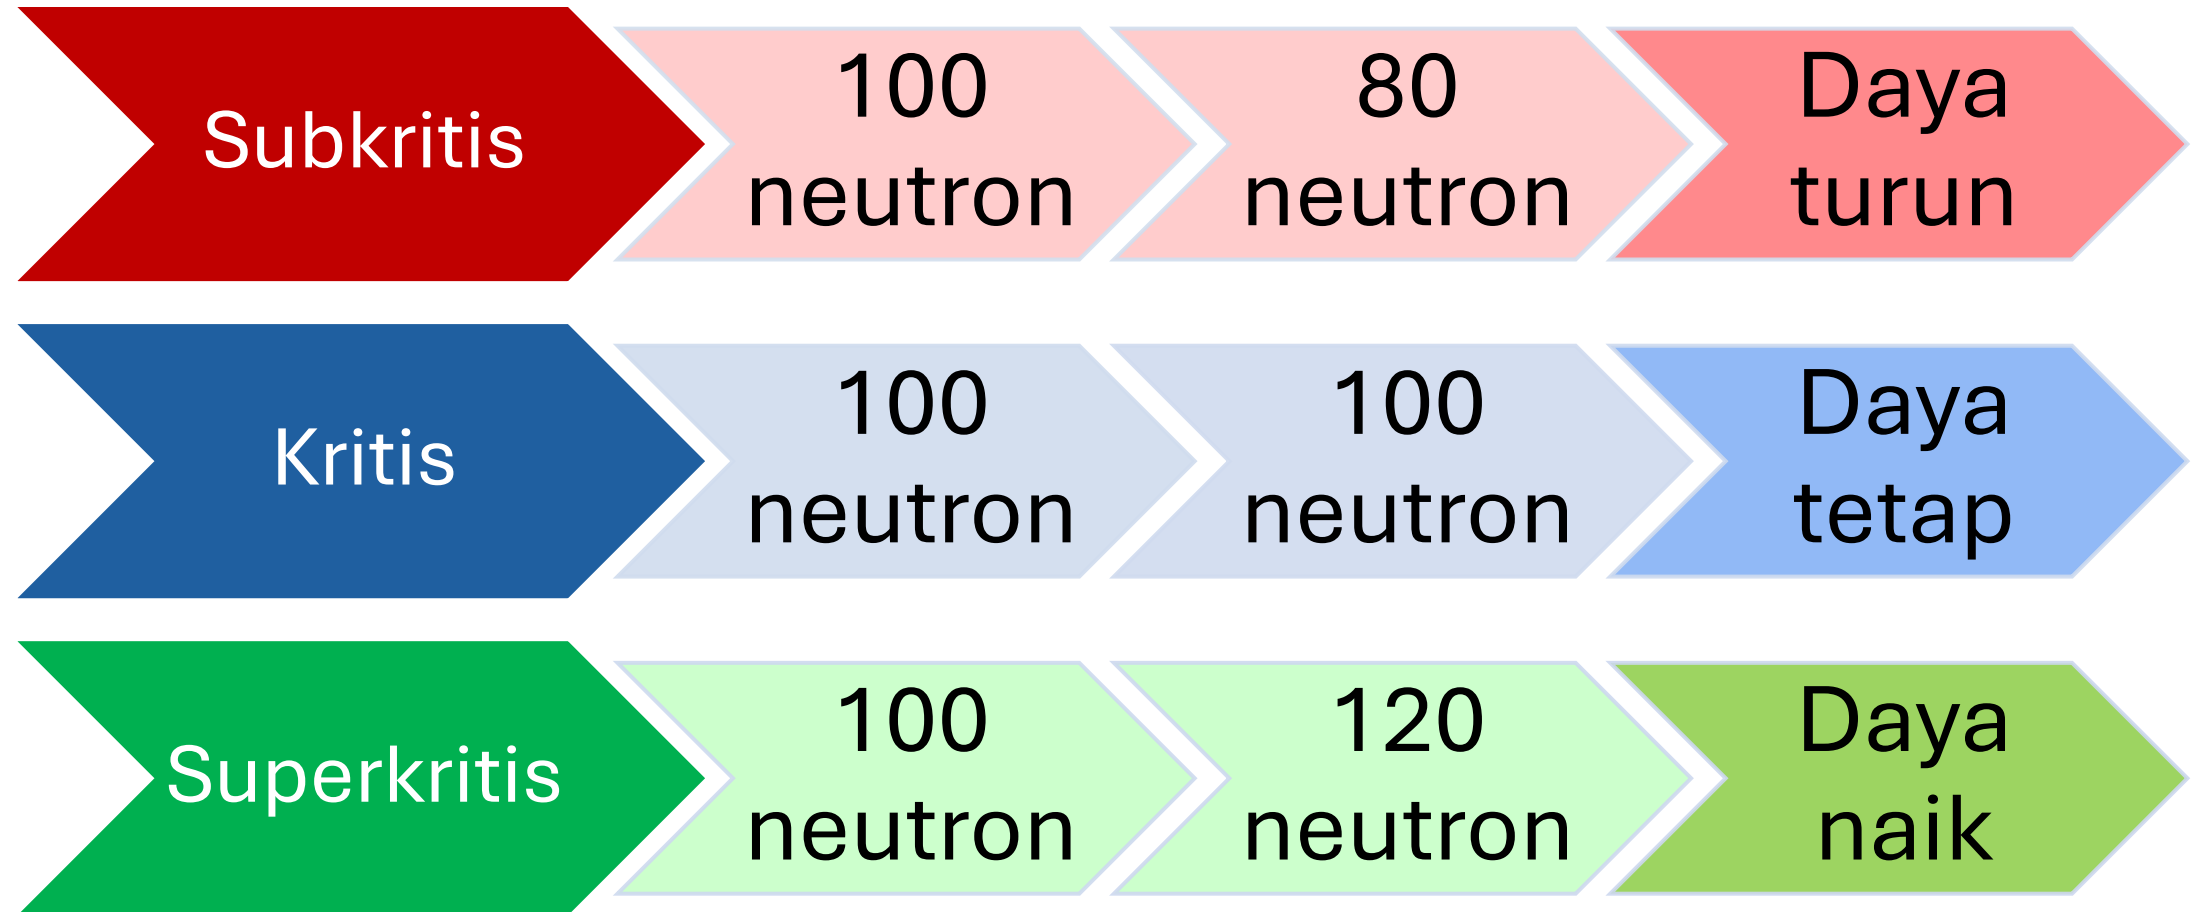 Subkritis
100
neutron
80
neutron
Daya
turun
Kritis
100
neutron
100
neutron
Daya
tetap
Superkritis
100
neutron
120
neutron
Daya
naik